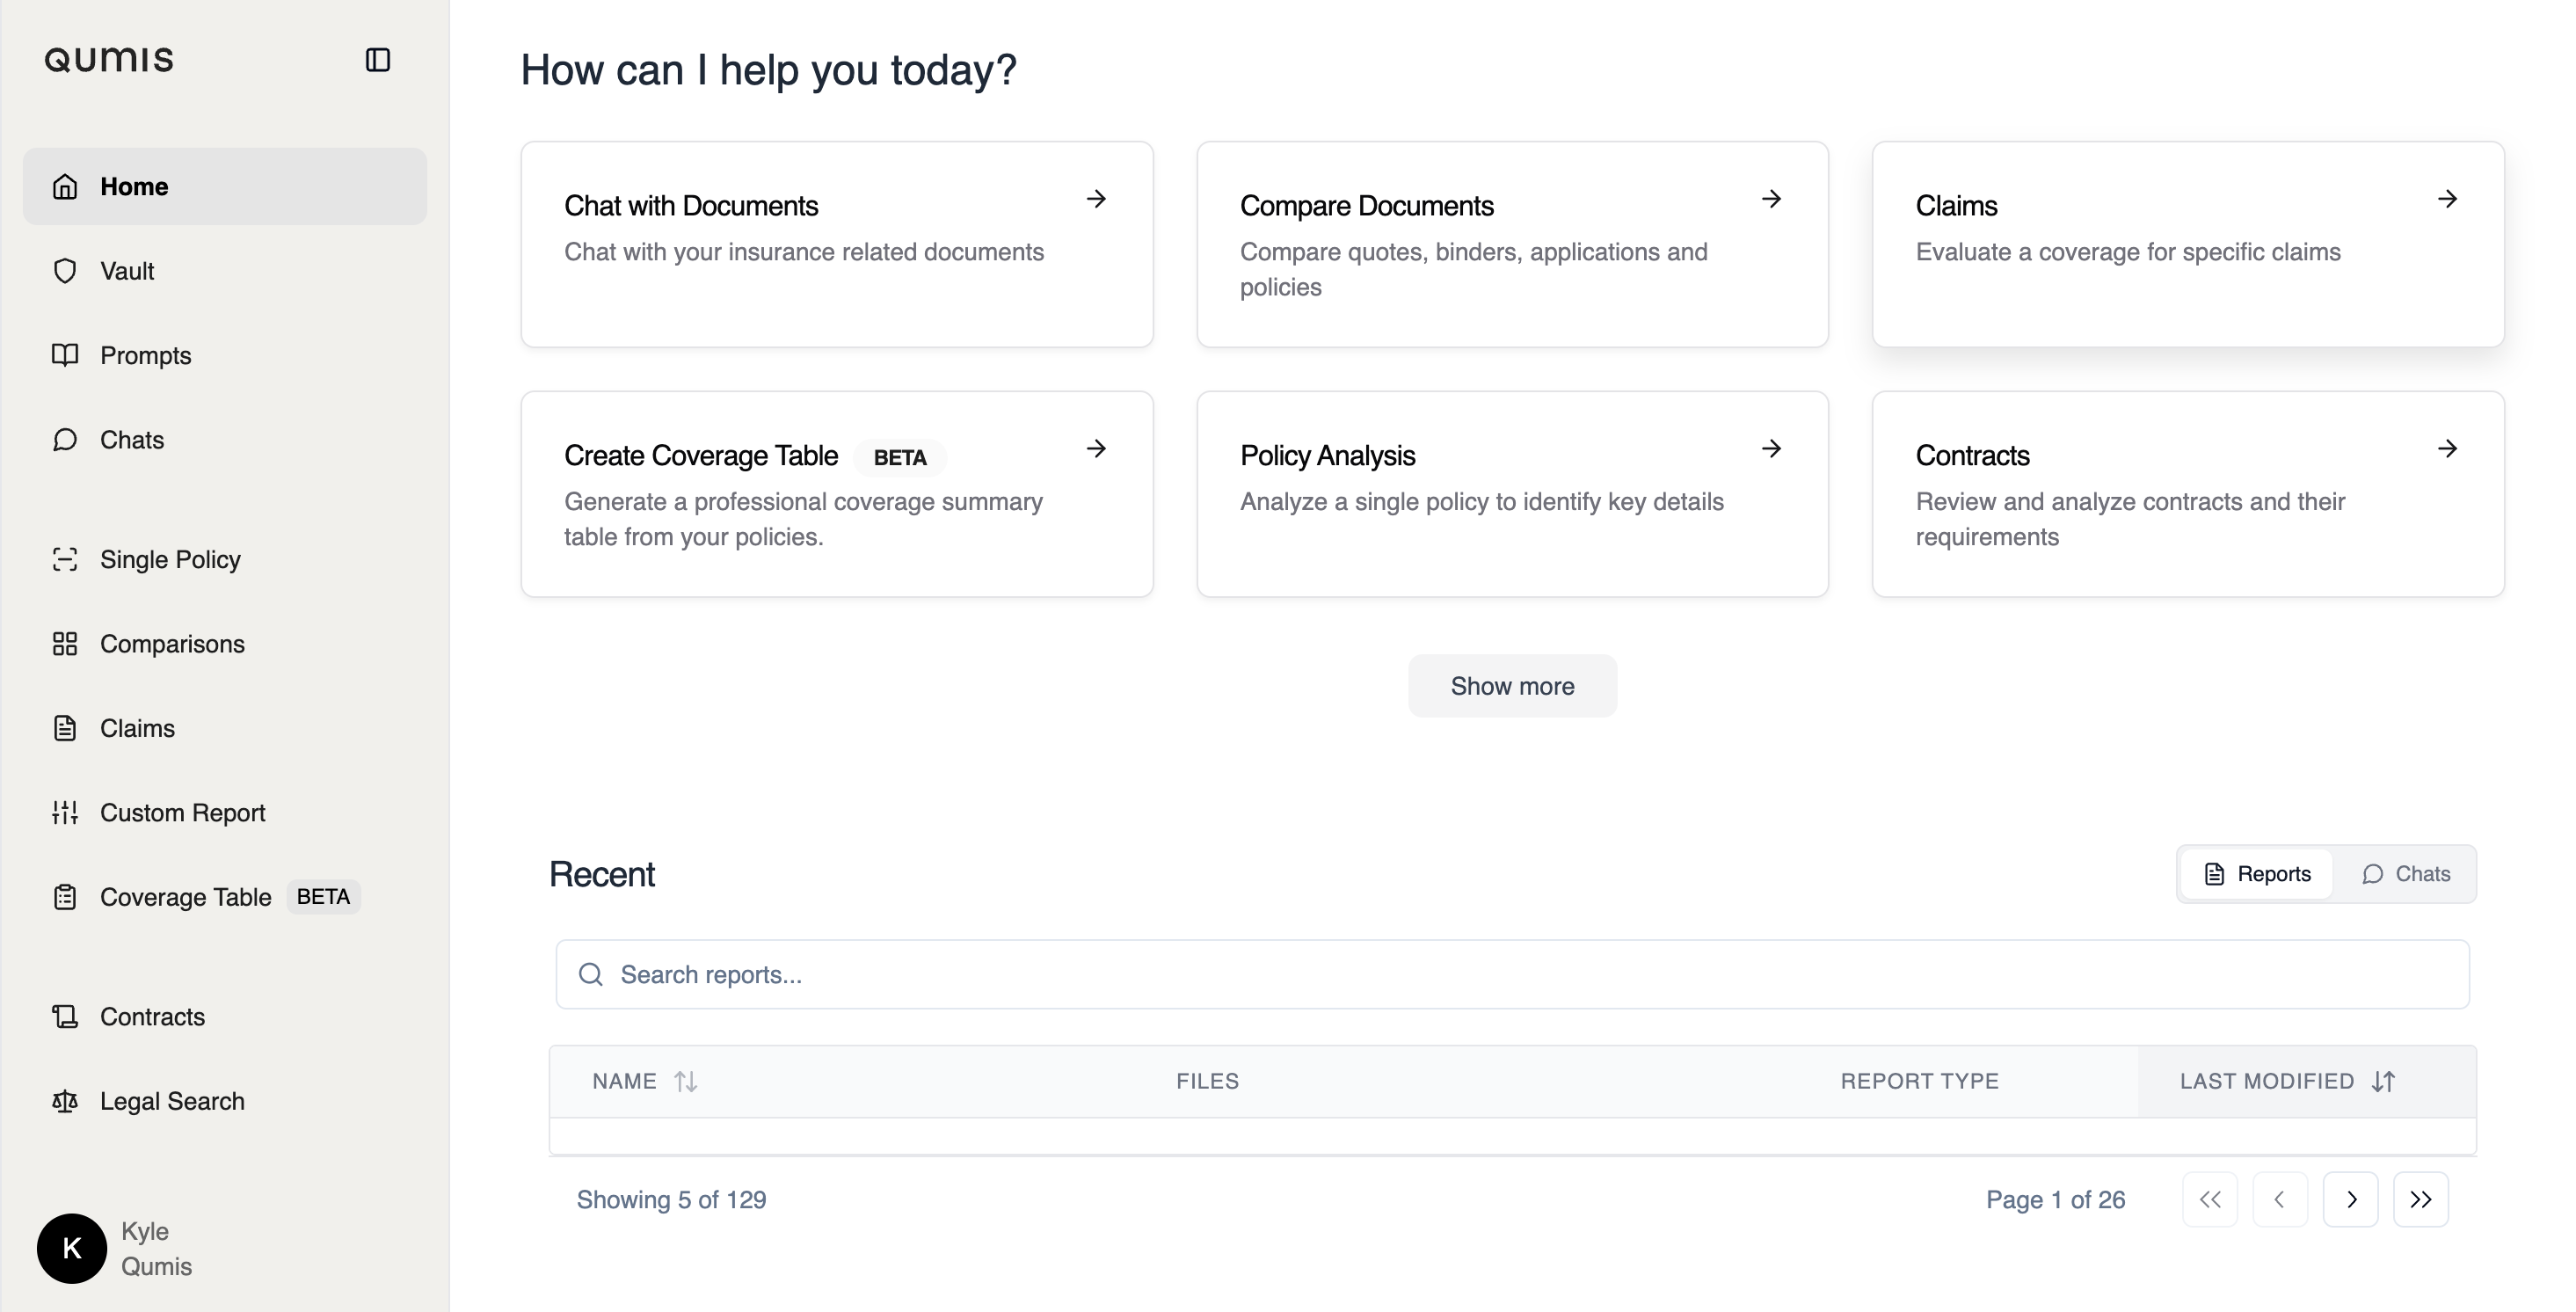 Qumis
Home
Vault
Prompts
Chats
Single Policy
Comparisons
Claims
Custom Report
Coverage Table BETA
Contracts
Legal Search
K
Kyle
Qumis
How can I help you today?
Chat with Documents
Chat with your insurance related documents
Compare Documents
Compare quotes, binders, applications and
policies
Claims
Evaluate a coverage for specific claims
Create Coverage Table BETA
Generate a professional coverage summary
table from your policies.
Policy Analysis
Analyze a single policy to identify key details
Contracts
Review and analyze contracts and their
requirements
Show more
Recent
Reports
Chats
Search reports...
NAME FILES REPORT TYPE LAST MODIFIED
Showing 5 of 129
Page 1 of 26